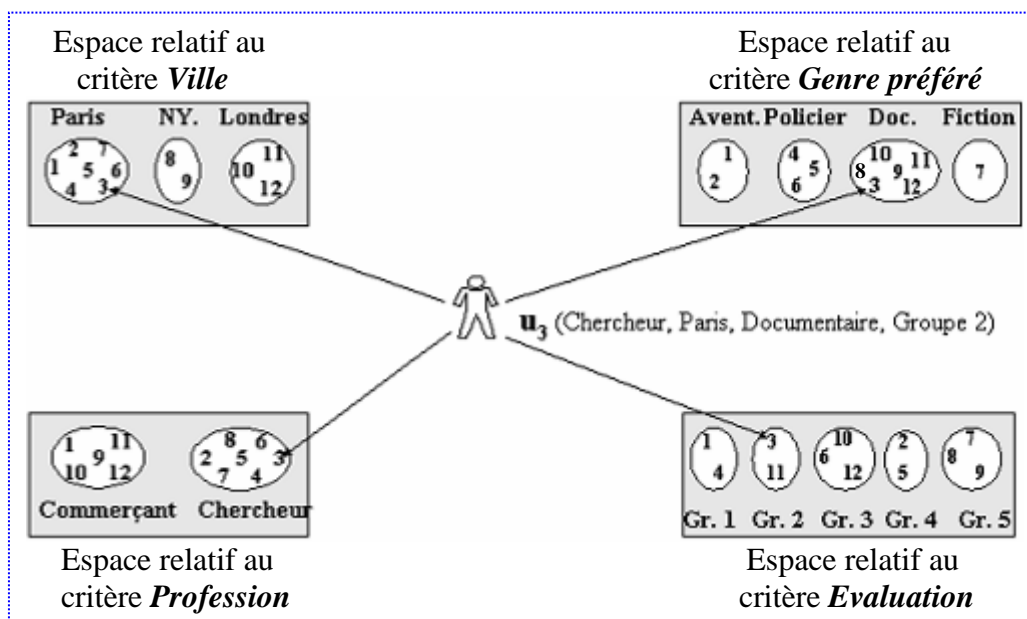 Espace relatif au
critère Ville
Paris NY. Londres
2 7
1 5 6
4 3
8
9
11
10
12
Espace relatif au
critère Genre préféré
Avent. Policier Doc. Fiction
1
2
4
5
6
10 11
8 9
3 12
7
u3 (Chercheur, Paris, Documentaire, Groupe 2)
1 11
9
10 12
8 6
2 5 3
7 4
Commerçant Chercheur
Espace relatif au
critère Profession
1
4
3
11
10
6
12
2
5
7
8
9
Gr. 1 Gr. 2 Gr. 3 Gr. 4 Gr. 5
Espace relatif au
critère Evaluation